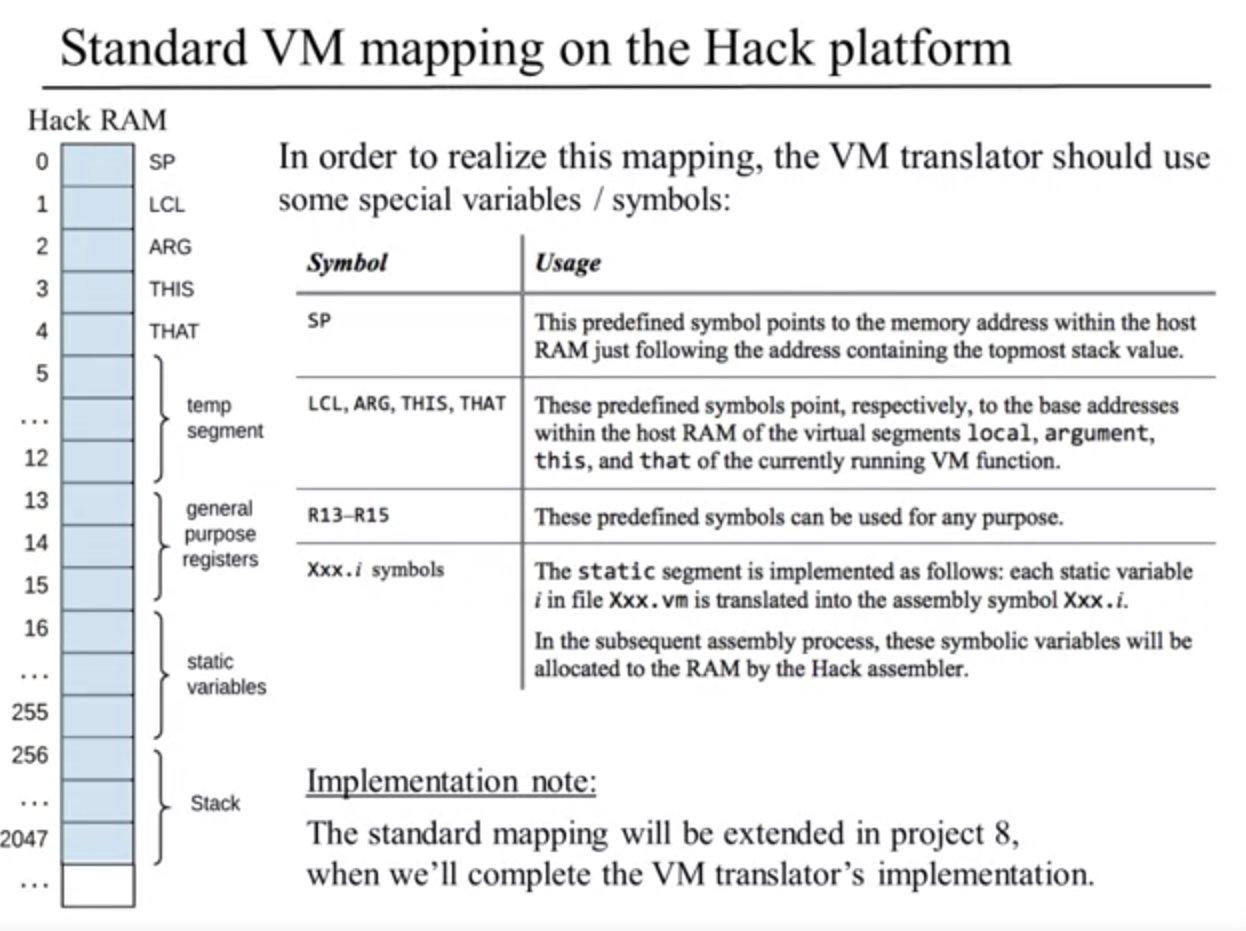 Standard VM mapping on the Hack platform
Hack RAM
0 SP
1 LCL
2 ARG
3 THIS
4 THAT
5
...
12
temp
segment
13
14
15
general
purpose
registers
16
...
255
static
variables
256
...
2047
Stack
...
In order to realize this mapping, the VM translator should use
some special variables / symbols:
Symbol Usage
SP This predefined symbol points to the memory address within the host
RAM just following the address containing the topmost stack value.
LCL, ARG, THIS, THAT These predefined symbols point, respectively, to the base addresses
within the host RAM of the virtual segments local, argument,
this, and that of the currently running VM function.
R13–R15 These predefined symbols can be used for any purpose.
Xxx.i symbols The static segment is implemented as follows: each static variable
i in file Xxx.vm is translated into the assembly symbol Xxx.i.
In the subsequent assembly process, these symbolic variables will be
allocated to the RAM by the Hack assembler.
Implementation note:
The standard mapping will be extended in project 8,
when we’ll complete the VM translator’s implementation.